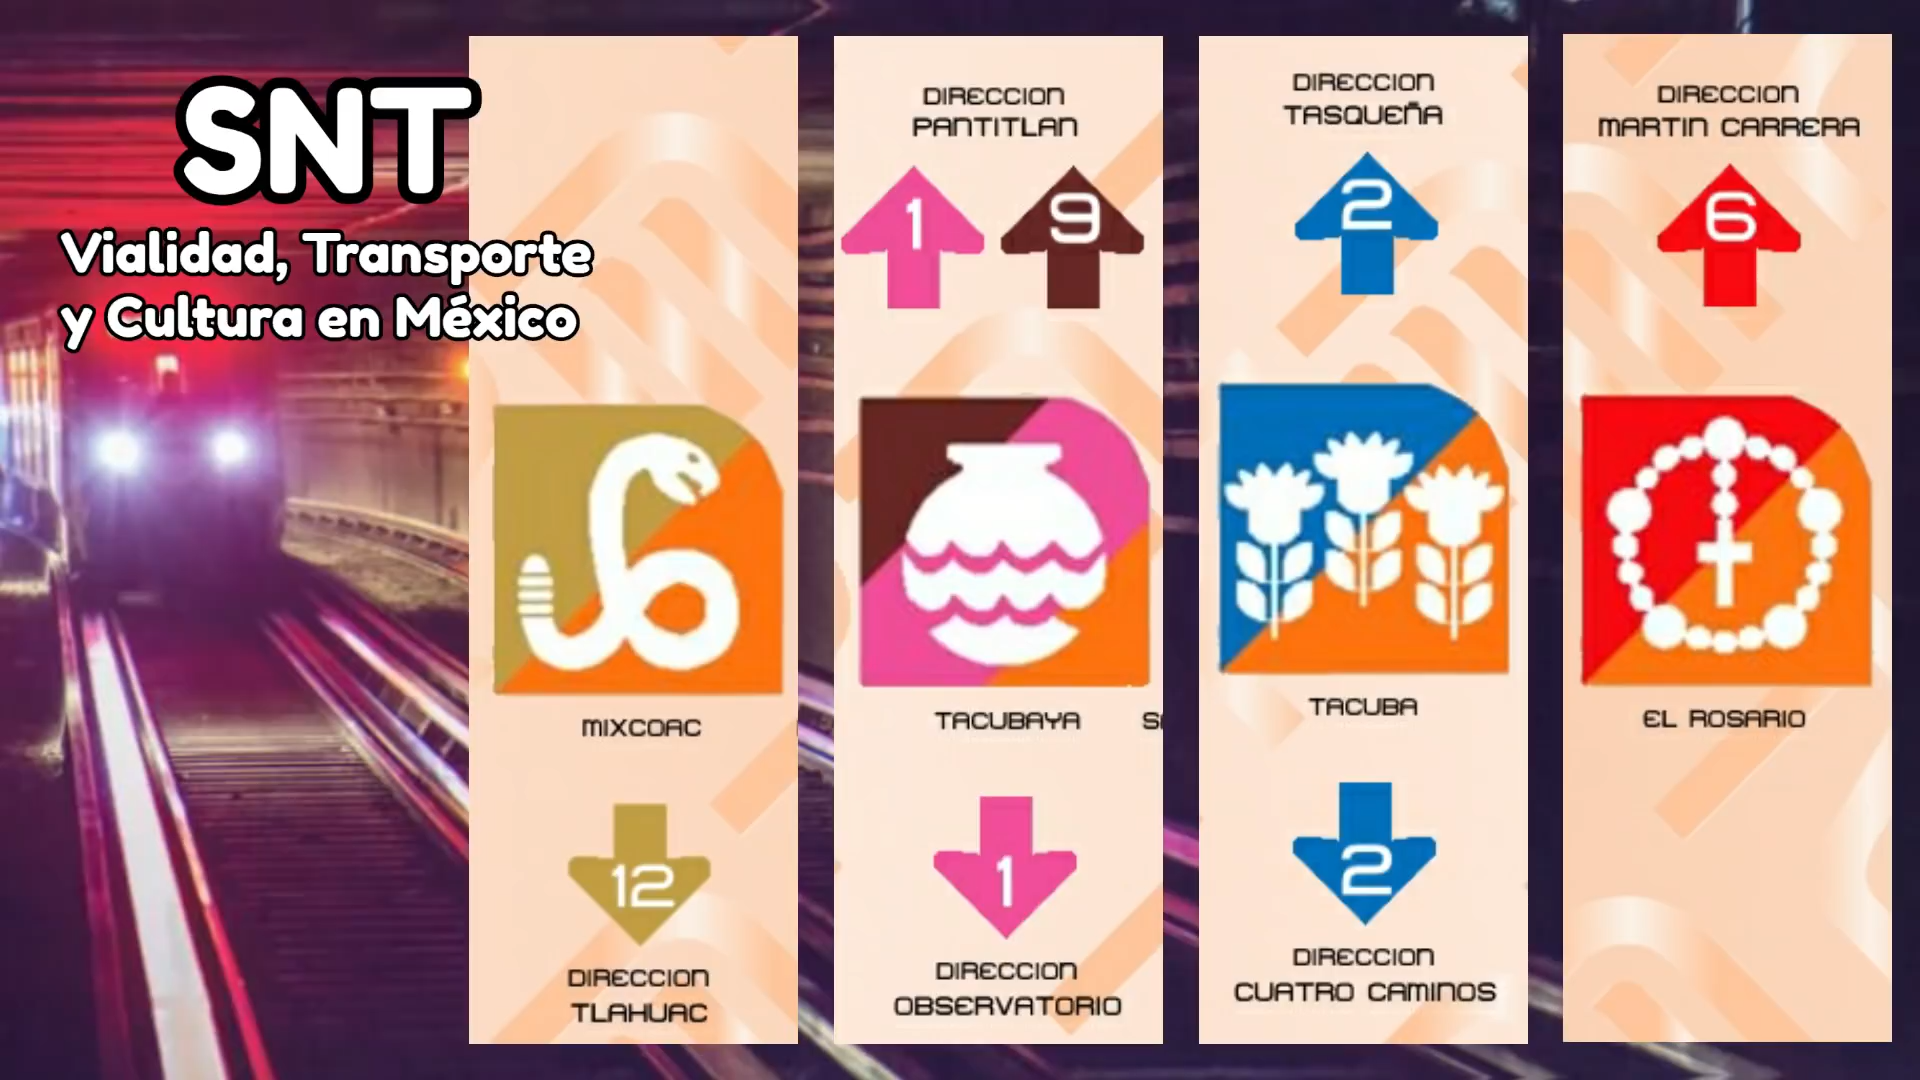 SNT
Vialidad, Transporte
y Cultura en México
MIXCOAC
12
DIRECCION
TLAHUAC
DIRECCION
PANTITLAN
1 9
TACUBAYA
1
DIRECCION
OBSERVATORIO
DIRECCION
TASQUEÑA
2
TACUBA
2
DIRECCION
CUATRO CAMINOS
DIRECCION
MARTIN CARRERA
6
EL ROSARIO